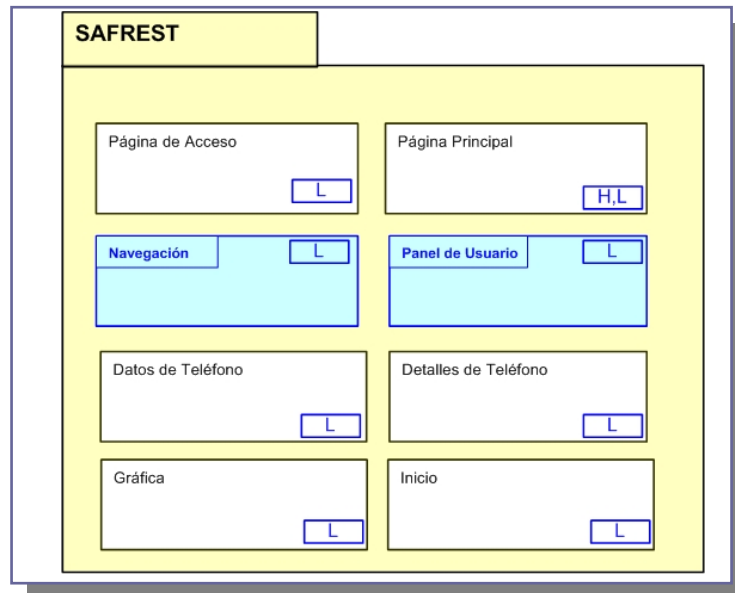 SAFREST
Página de Acceso
L
Página Principal
H,L
Navegación
L
Panel de Usuario
L
Datos de Teléfono
L
Detalles de Teléfono
L
Gráfica
L
Inicio
L